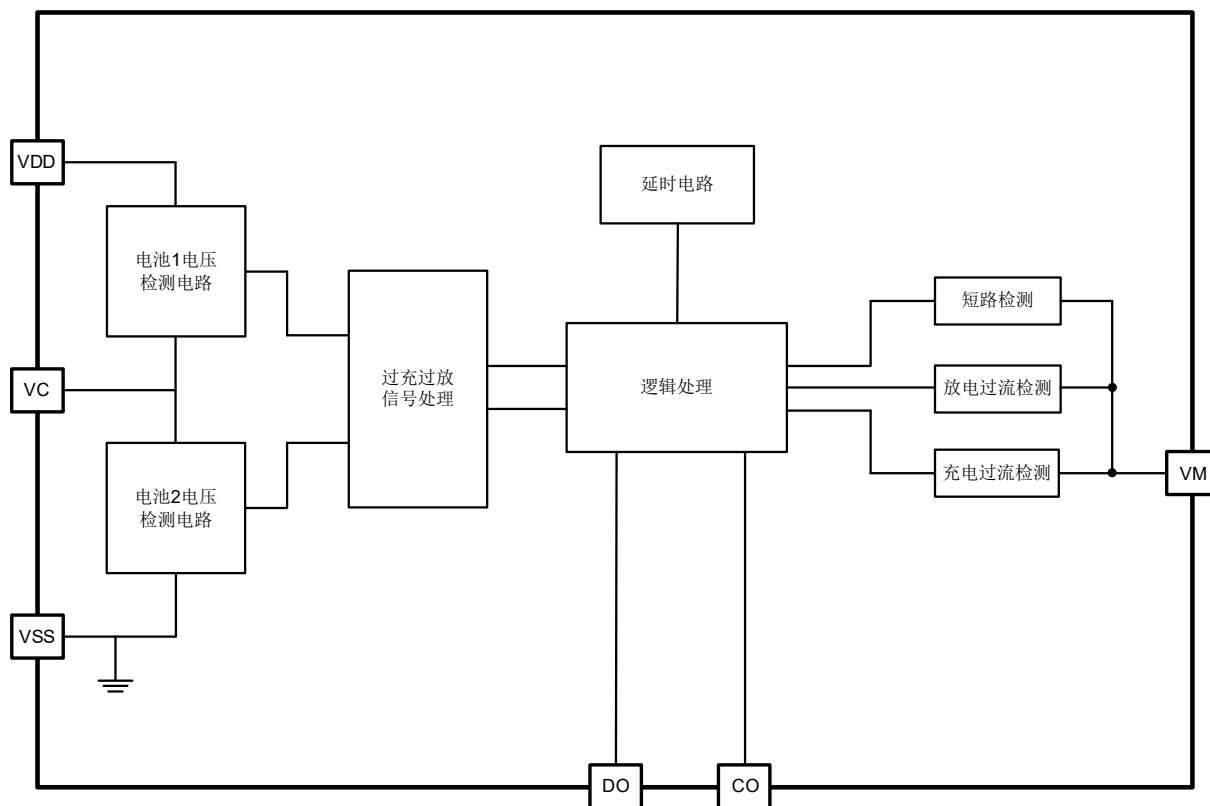 VDD
延时电路
电池1电压
检测电路
短路检测
VC
过充过放
信号处理
逻辑处理
放电过流检测
充电过流检测
VM
电池2电压
检测电路
VSS
DO
CO